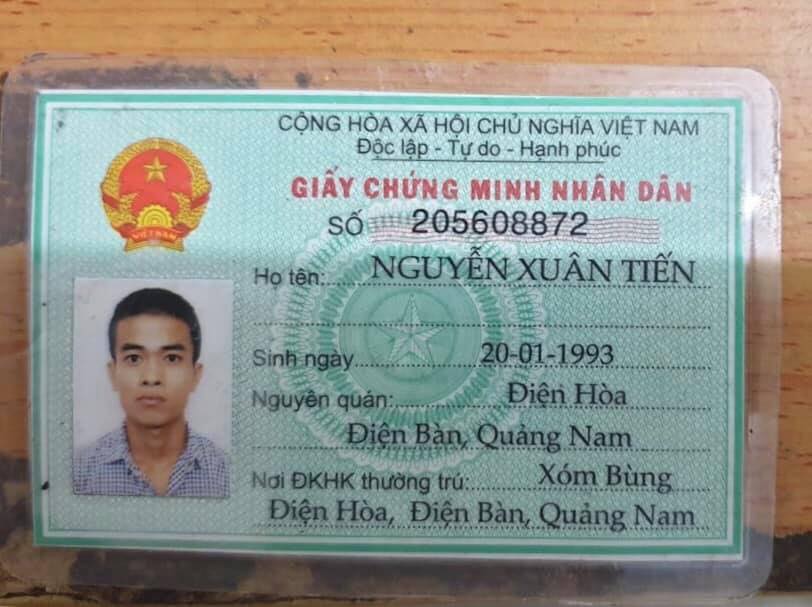 CỘNG HÒA XÃ HỘI CHỦ NGHĨA VIỆT NAM
Độc lập - Tự do - Hạnh phúc
GIẤY CHỨNG MINH NHÂN DÂN
SỐ 205608872
VIỆT NAM
Họ tên: NGUYỄN XUÂN TIẾN
Sinh ngày 20-01-1993
Nguyên quán: Điện Hòa
Điện Bàn, Quảng Nam
Nơi ĐKHK thường trú: Xóm Bùng
Điện Hòa, Điện Bàn, Quảng Nam